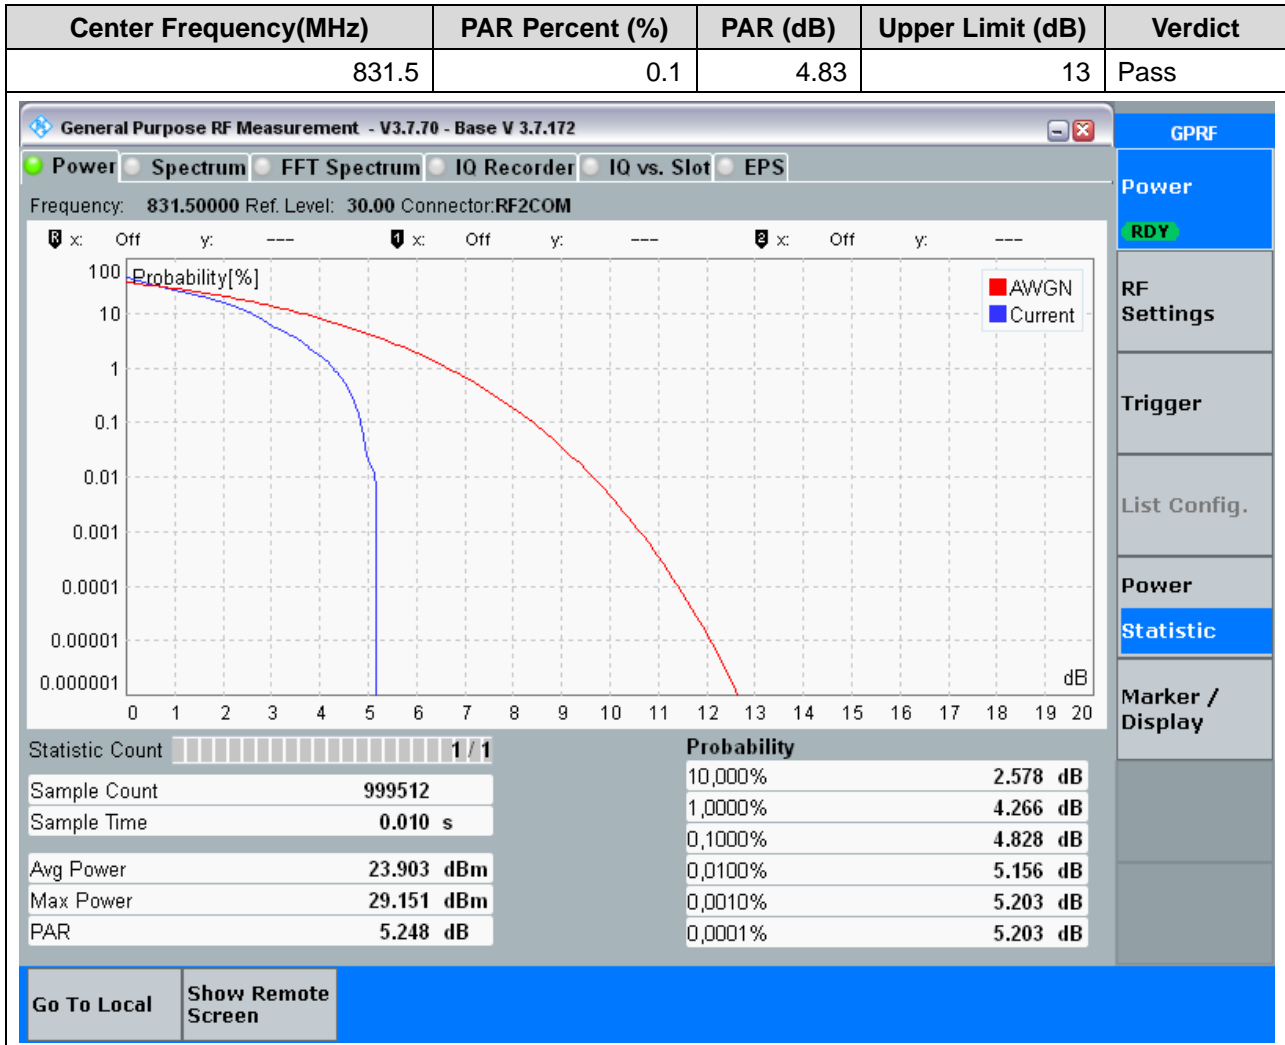 Center Frequency(MHz) PAR Percent (%) PAR (dB) Upper Limit (dB) Verdict
831.5 0.1 4.83 13 Pass
General Purpose RF Measurement - V3.7.70 - Base V 3.7.172
GPRF
Power Spectrum FFT Spectrum IQ Recorder IQ vs. Slot EPS
Frequency: 831.50000 Ref. Level: 30.00 Connector:RF2COM
R x: Off y: --- 1 x: Off y: --- 2 x: Off y: ---
Probability[%]
100
10
1
0.1
0.01
0.001
0.0001
0.00001
0.000001
AWGN
Current
dB
0 1 2 3 4 5 6 7 8 9 10 11 12 13 14 15 16 17 18 19 20
Statistic Count 1 / 1
Sample Count 999512
Sample Time 0.010 s
Avg Power 23.903 dBm
Max Power 29.151 dBm
PAR 5.248 dB
Probability
10,000% 2.578 dB
1,0000% 4.266 dB
0,1000% 4.828 dB
0,0100% 5.156 dB
0,0010% 5.203 dB
0,0001% 5.203 dB
Power
RDY
RF
Settings
Trigger
List Config.
Power
Statistic
Marker /
Display
Go To Local
Show Remote
Screen